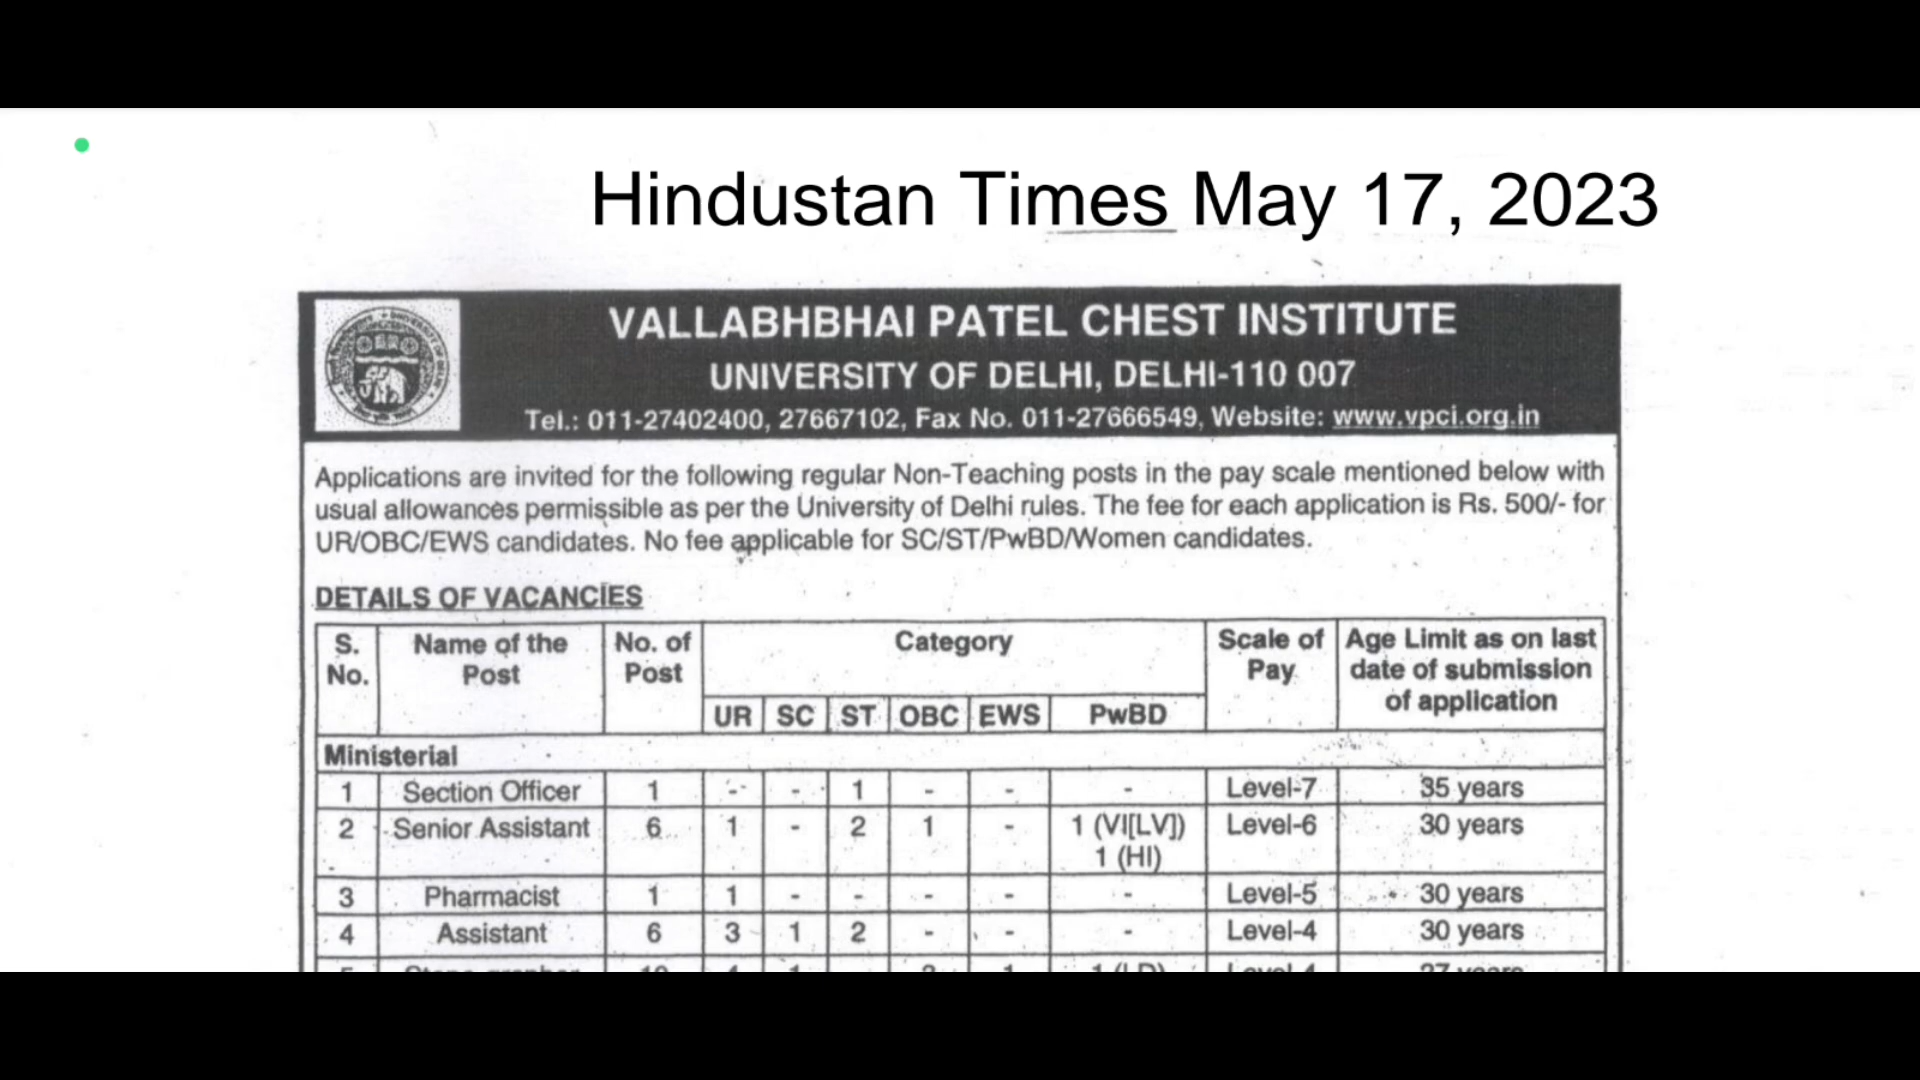 Hindustan Times May 17, 2023
VALLABHBHAI PATEL CHEST INSTITUTE
UNIVERSITY OF DELHI, DELHI-110 007
Tel.: 011-27402400, 27667102, Fax No. 011-27666549, Website: www.vpci.org.in
Applications are invited for the following regular Non-Teaching posts in the pay scale mentioned below with
usual allowances permissible as per the University of Delhi rules. The fee for each application is Rs. 500/- for
UR/OBC/EWS candidates. No fee applicable for SC/ST/PwBD/Women candidates.
DETAILS OF VACANCIES
S. No. Name of the Post No. of Post Category Scale of Pay Age Limit as on last date of submission of application
UR SC ST OBC EWS PwBD
Ministerial
1 Section Officer 1 - - 1 - - - Level-7 35 years
2 Senior Assistant 6 1 - 2 1 - 1 (VI[LV]) Level-6 30 years
1 (HI)
3 Pharmacist 1 1 - - - - - Level-5 30 years
4 Assistant 6 3 1 2 - - - Level-4 30 years